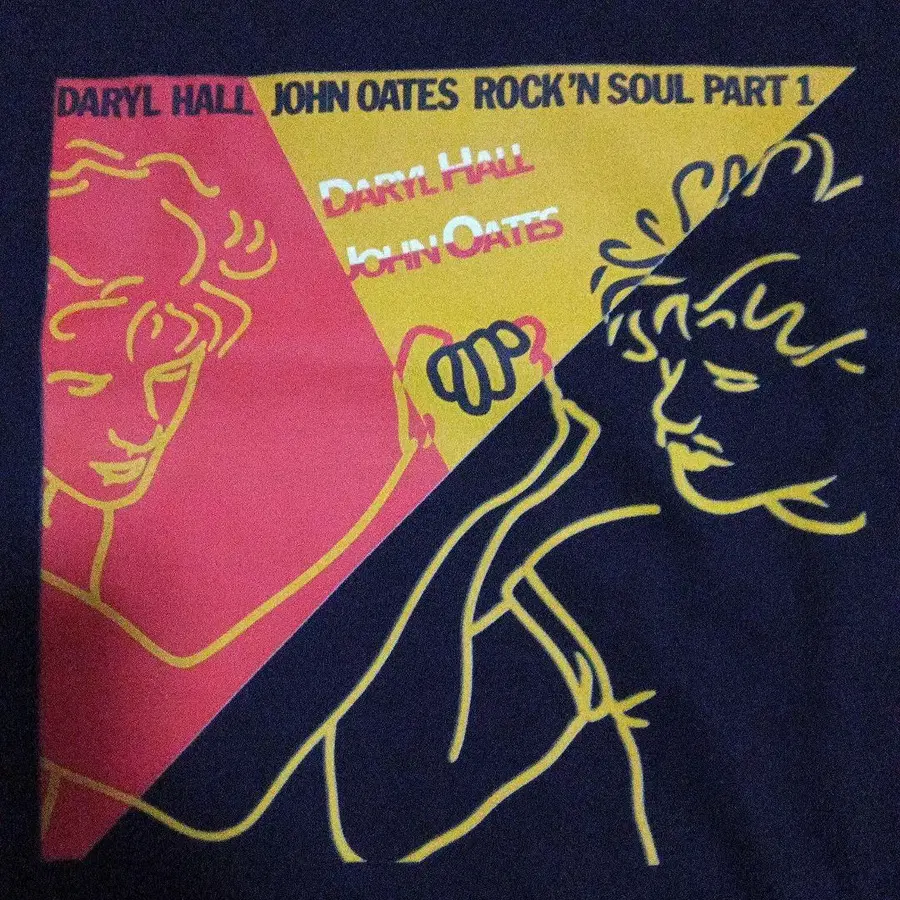 DARYL HALL JOHN OATES ROCK'N SOUL PART 1
DARYL HALL
JOHN OATES